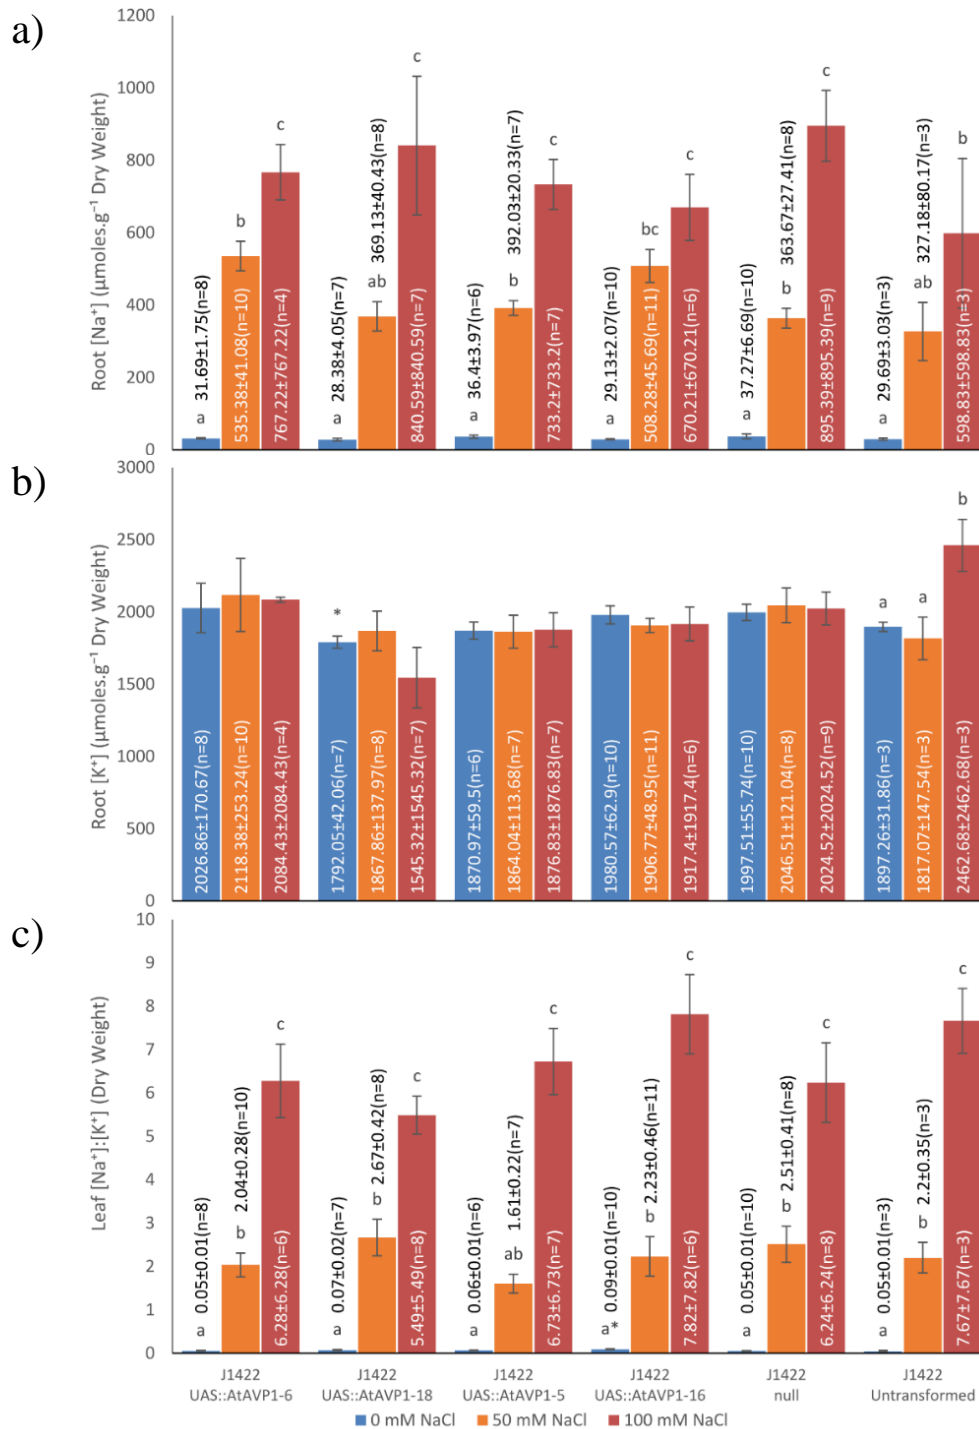 a)
Root [Na⁺] (µmoles.g⁻¹ Dry Weight)
1200
1000
800
600
400
200
0
a
31.69±1.75(n=8)
b
535.38±41.08(n=10)
c
767.22±767.22(n=4)
a
28.38±4.05(n=7)
ab
369.13±40.43(n=8)
c
840.59±840.59(n=7)
a
36.4±3.97(n=6)
b
392.03±20.33(n=7)
c
733.2±733.2(n=7)
a
29.13±2.07(n=10)
bc
508.28±45.69(n=11)
c
670.21±670.21(n=6)
a
37.27±6.69(n=10)
b
363.67±27.41(n=8)
c
895.39±895.39(n=9)
a
29.69±3.03(n=3)
ab
327.18±80.17(n=3)
b
598.83±598.83(n=3)
b)
Root [K⁺] (µmoles.g⁻¹ Dry Weight)
3000
2500
2000
1500
1000
500
0
2026.86±170.67(n=8)
2118.38±253.24(n=10)
2084.43±2084.43(n=4)
*
1792.05±42.06(n=7)
1867.86±137.97(n=8)
1545.32±1545.32(n=7)
1870.97±59.5(n=6)
1864.04±113.68(n=7)
1876.83±1876.83(n=7)
1980.57±62.9(n=10)
1906.77±48.95(n=11)
1917.4±1917.4(n=6)
1997.51±55.74(n=10)
2046.51±121.04(n=8)
2024.52±2024.52(n=9)
a
1897.26±31.86(n=3)
a
1817.07±147.54(n=3)
b
2462.68±2462.68(n=3)
c)
Leaf [Na⁺]:[K⁺] (Dry Weight)
10
9
8
7
6
5
4
3
2
1
0
a
0.05±0.01(n=8)
b
2.04±0.28(n=10)
c
6.28±6.28(n=6)
a
0.07±0.02(n=7)
b
2.67±0.42(n=8)
c
5.49±5.49(n=8)
a
0.06±0.01(n=6)
ab
1.61±0.22(n=7)
c
6.73±6.73(n=7)
a*
0.09±0.01(n=10)
b
2.23±0.46(n=11)
c
7.82±7.82(n=6)
a
0.05±0.01(n=10)
b
2.51±0.41(n=8)
c
6.24±6.24(n=8)
a
0.05±0.01(n=3)
b
2.2±0.35(n=3)
c
7.67±7.67(n=3)
J1422
UAS::AtAVP1-6
J1422
UAS::AtAVP1-18
J1422
UAS::AtAVP1-5
J1422
UAS::AtAVP1-16
J1422
null
J1422
Untransformed
0 mM NaCl
50 mM NaCl
100 mM NaCl